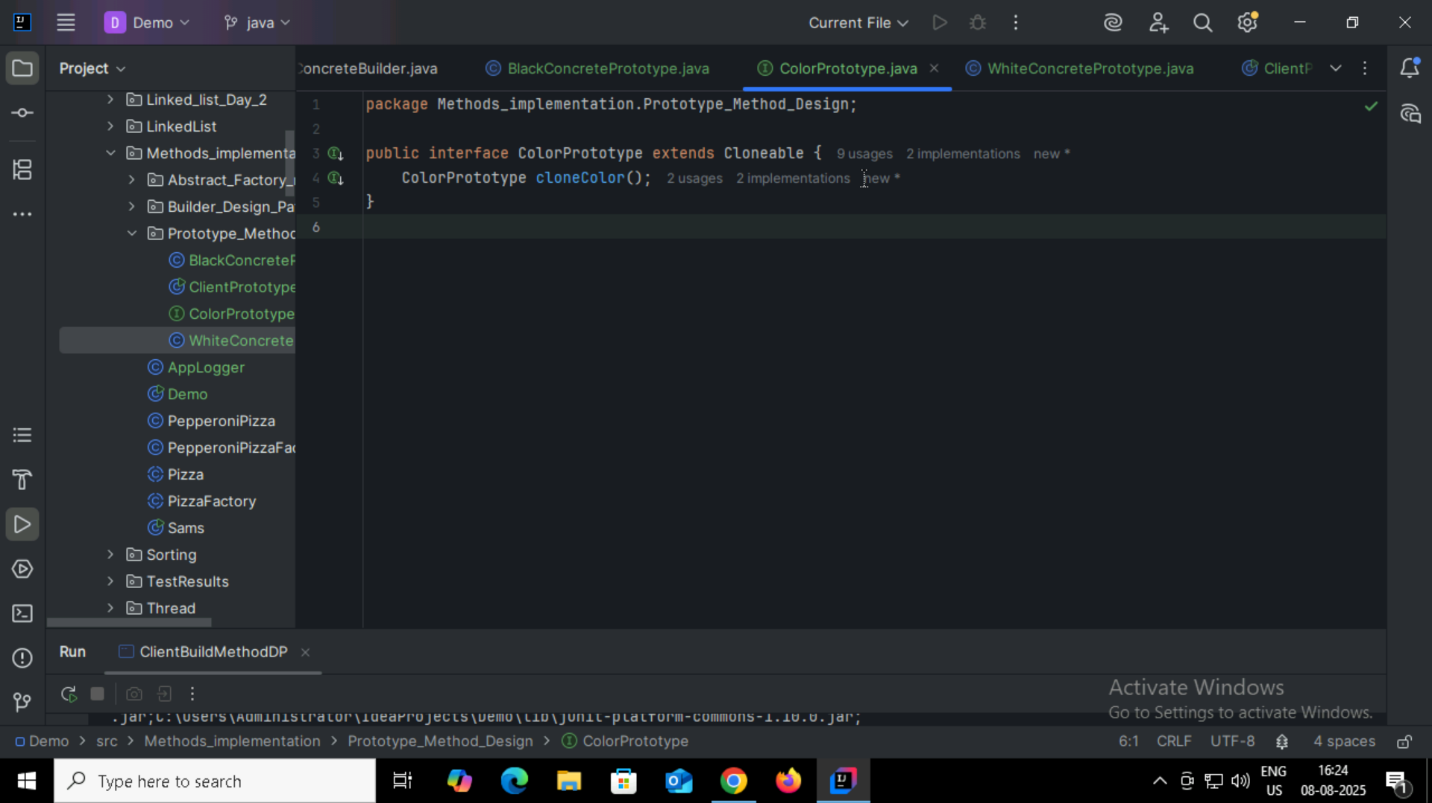 D Demo java Current File
Project
ConcreteBuilder.java BlackConcretePrototype.java ColorPrototype.java WhiteConcretePrototype.java ClientP
Linked_list_Day_2
LinkedList
Methods_implementa
Abstract_Factory_
Builder_Design_Pa
Prototype_Method
BlackConcreteP
ClientPrototype
ColorPrototype
WhiteConcrete
AppLogger
Demo
PepperoniPizza
PepperoniPizzaFac
Pizza
PizzaFactory
Sams
Sorting
TestResults
Thread
1 package Methods_implementation.Prototype_Method_Design;
2
3 public interface ColorPrototype extends Cloneable { 9 usages 2 implementations new *
4 ColorPrototype cloneColor(); 2 usages 2 implementations new *
5 }
6
Run ClientBuildMethodDP
.jar;C:\Users\Administrator\IdeaProjects\Demo\lib\junit-platform-commons-1.10.0.jar;
Activate Windows
Go to Settings to activate Windows.
Demo > src > Methods_implementation > Prototype_Method_Design > ColorPrototype 6:1 CRLF UTF-8 4 spaces
Type here to search
ENG
US
16:24
08-08-2025
1